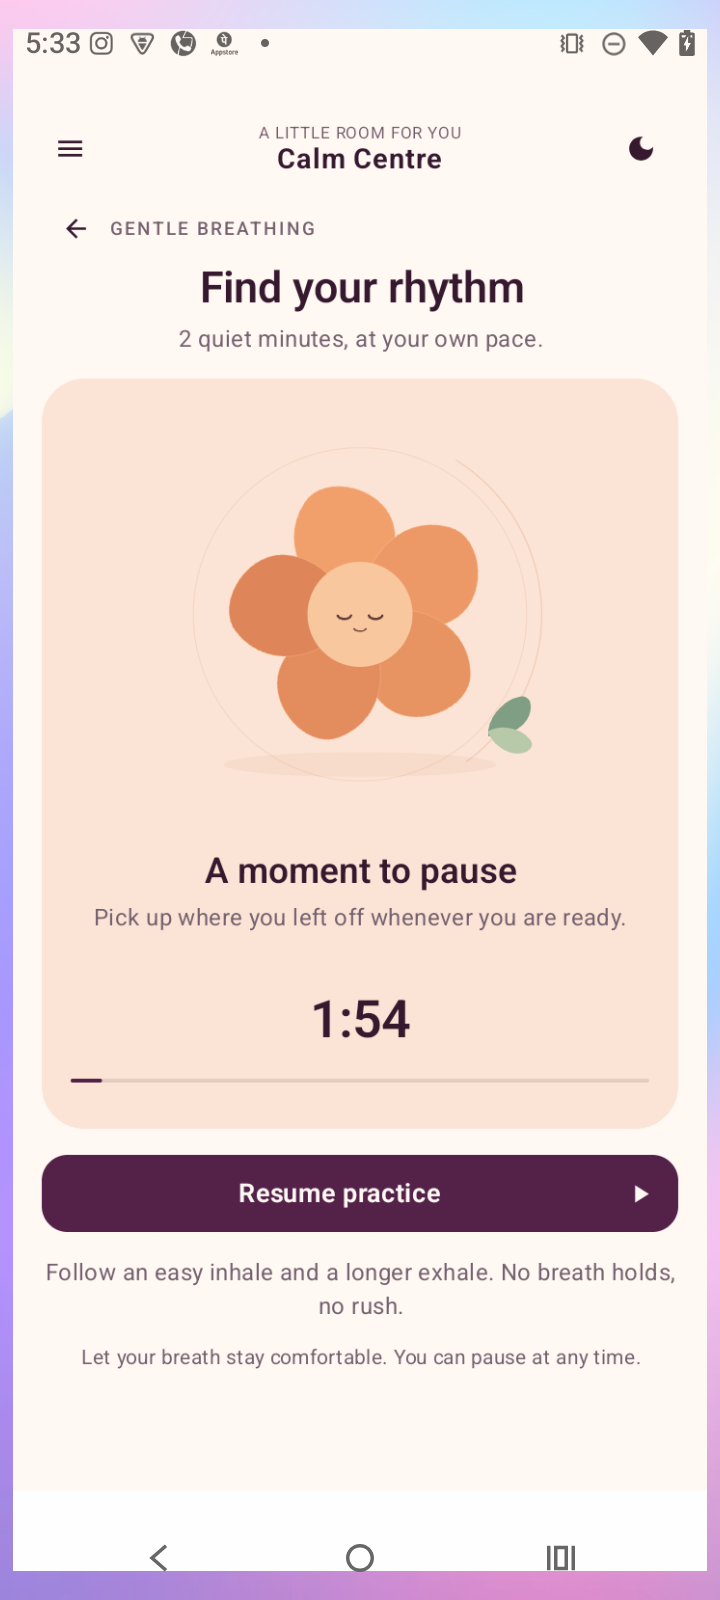 5:33
Appstore
A LITTLE ROOM FOR YOU
Calm Centre
GENTLE BREATHING
Find your rhythm
2 quiet minutes, at your own pace.
A moment to pause
Pick up where you left off whenever you are ready.
1:54
Resume practice
Follow an easy inhale and a longer exhale. No breath holds,
no rush.
Let your breath stay comfortable. You can pause at any time.